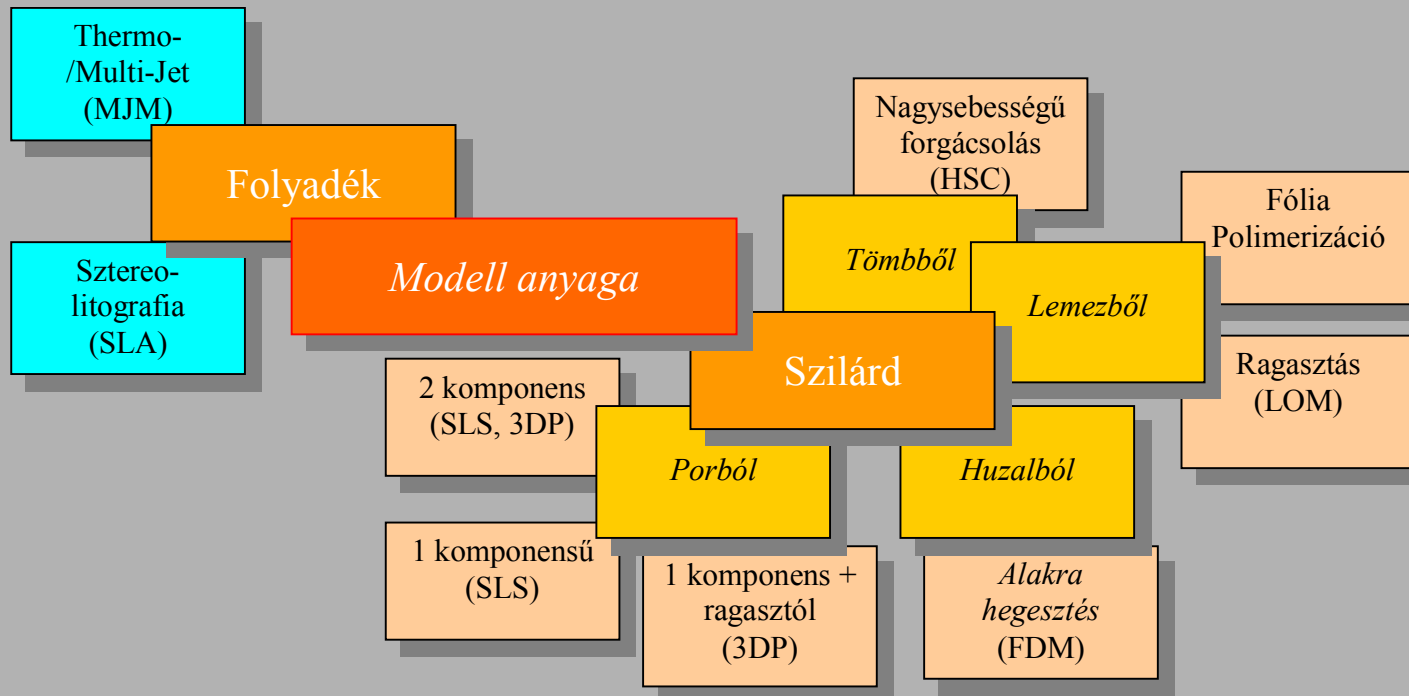 Thermo-
/Multi-Jet
(MJM)
Folyadék
Sztereo-
litografia
(SLA)
Modell anyaga
Nagysebességű
forgácsolás
(HSC)
Tömbből
Lemezből
Fólia
Polimerizáció
Ragasztás
(LOM)
Szilárd
2 komponens
(SLS, 3DP)
Porból
Huzalból
1 komponensű
(SLS)
1 komponens +
ragasztól
(3DP)
Alakra
hegesztés
(FDM)